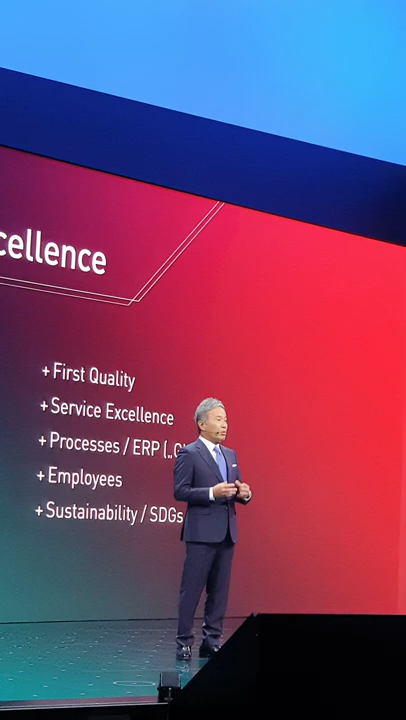 cellence
+ First Quality
+ Service Excellence
+ Processes / ERP („G
+ Employees
+ Sustainability / SDGs